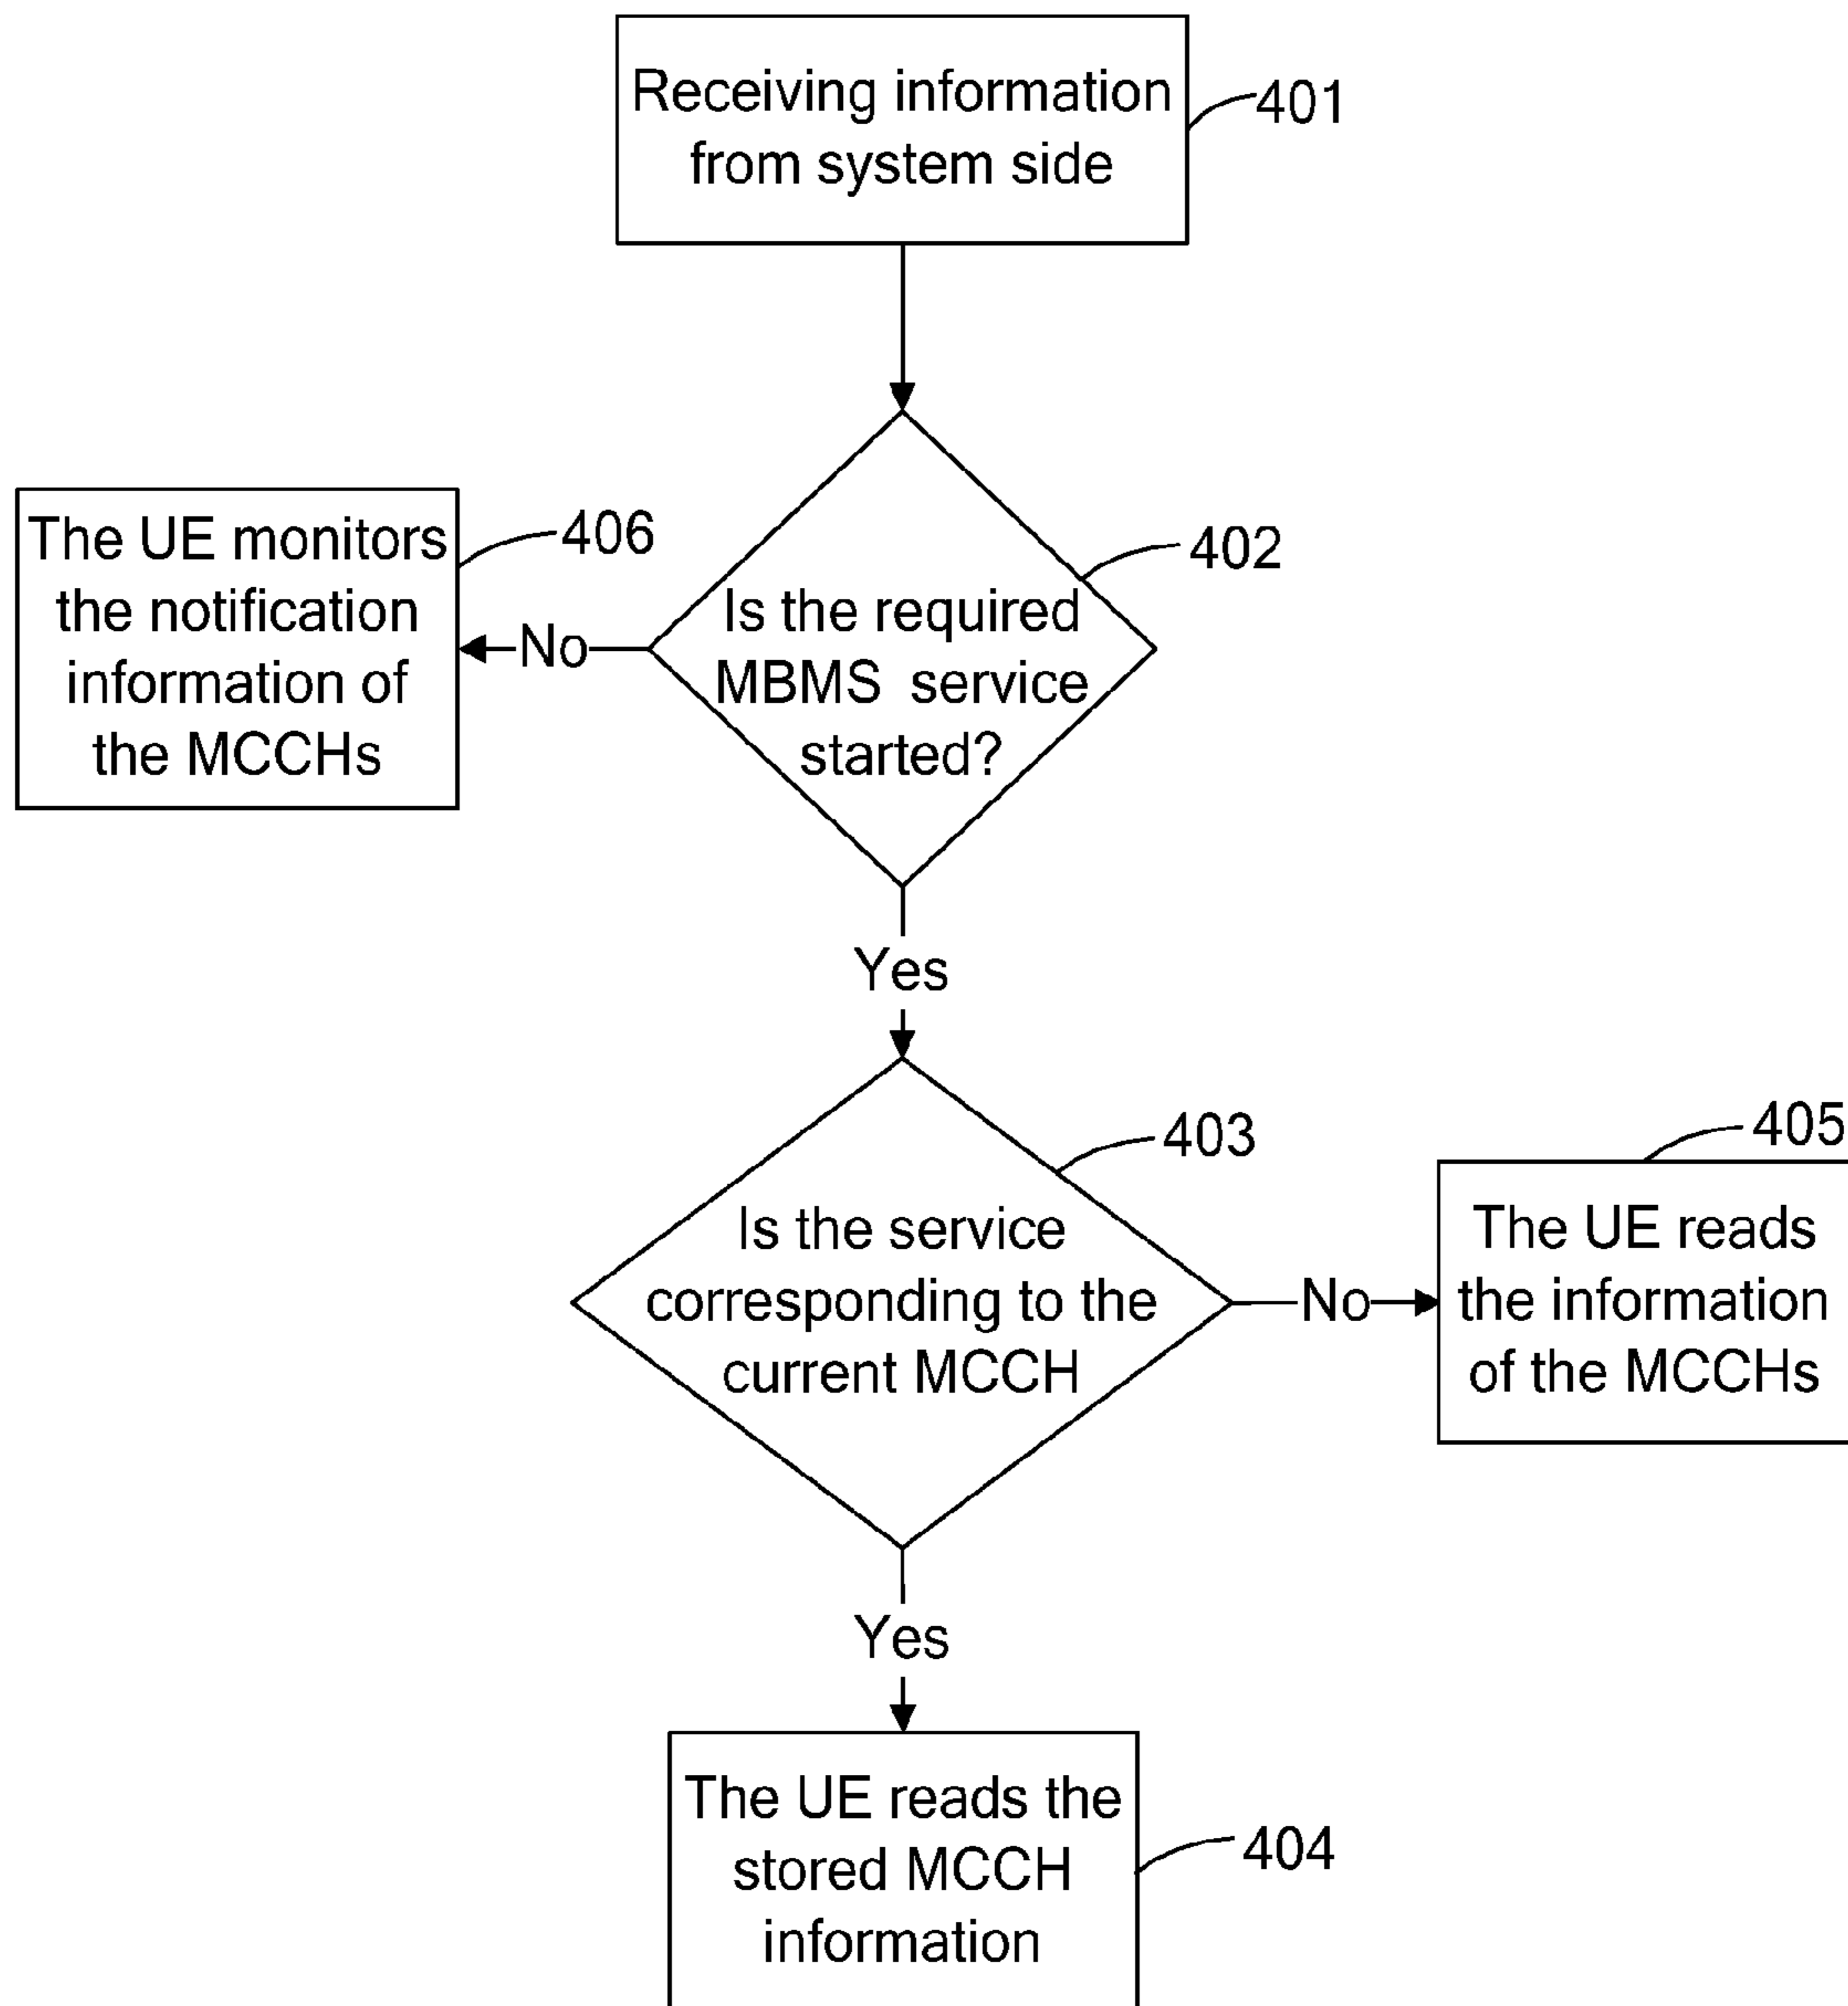 Receiving information
from system side
401
The UE monitors
the notification
information of
the MCCHs
406
No
Is the required
MBMS service
started?
402
Yes
Is the service
corresponding to the
current MCCH
403
No
405
The UE reads
the information
of the MCCHs
Yes
The UE reads the
stored MCCH
information
404